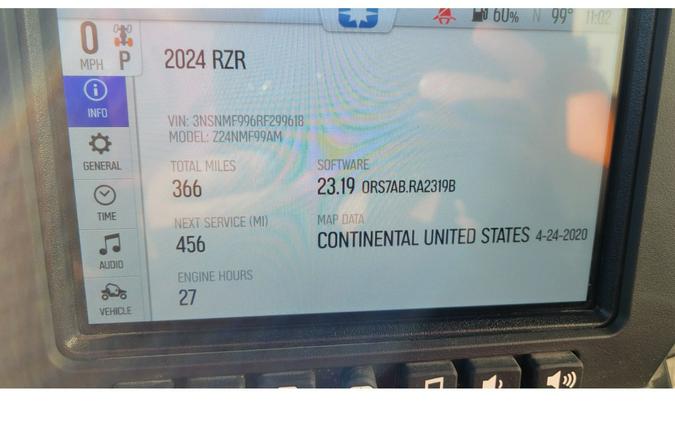 60% N 99° 11:02
0
MPH P
2024 RZR
INFO
VIN: 3NSNMF996RF299618
MODEL: Z24NMF99AM
GENERAL
TOTAL MILES SOFTWARE
366 23.19 ORS7AB.RA2319B
TIME
NEXT SERVICE (MI) MAP DATA
456 CONTINENTAL UNITED STATES 4-24-2020
AUDIO
ENGINE HOURS
27
VEHICLE